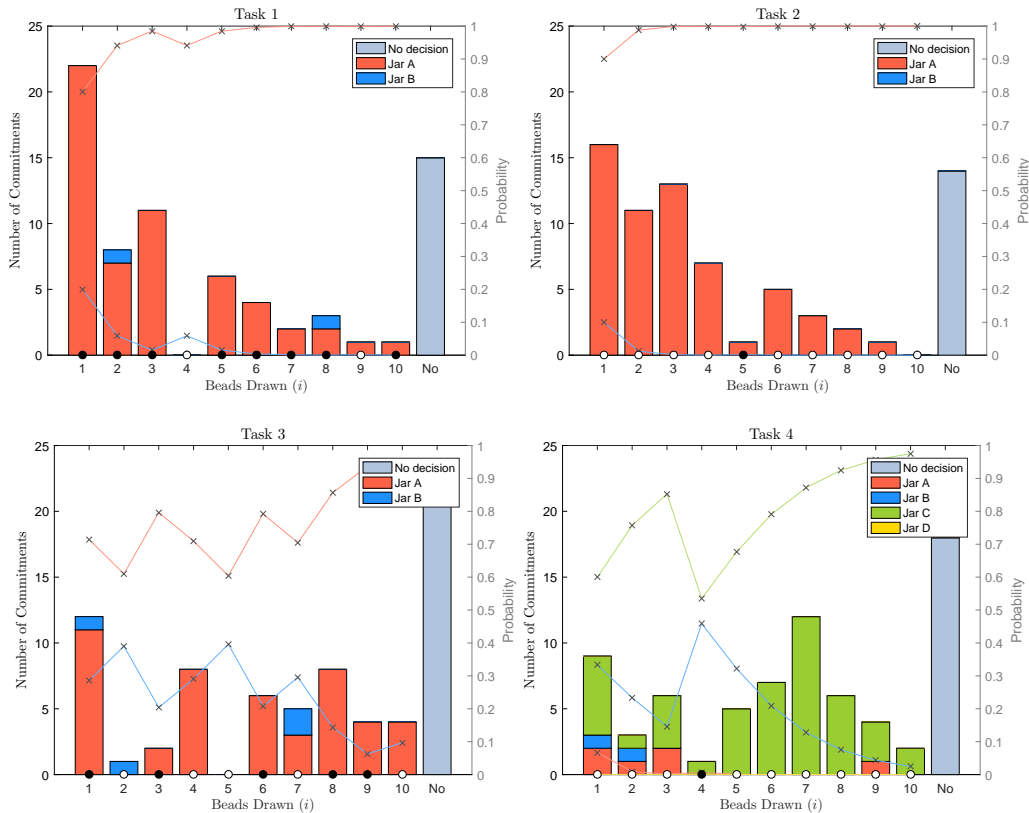 Task 1
25
20
15
10
5
0
Number of Commitments
1
0.9
0.8
0.7
0.6
0.5
0.4
0.3
0.2
0.1
0
Probability
No decision
Jar A
Jar B
1 2 3 4 5 6 7 8 9 10 No
Beads Drawn (i)
Task 2
25
20
15
10
5
0
Number of Commitments
1
0.9
0.8
0.7
0.6
0.5
0.4
0.3
0.2
0.1
0
Probability
No decision
Jar A
Jar B
1 2 3 4 5 6 7 8 9 10 No
Beads Drawn (i)
Task 3
25
20
15
10
5
0
Number of Commitments
1
0.9
0.8
0.7
0.6
0.5
0.4
0.3
0.2
0.1
0
Probability
No decision
Jar A
Jar B
1 2 3 4 5 6 7 8 9 10 No
Beads Drawn (i)
Task 4
25
20
15
10
5
0
Number of Commitments
1
0.9
0.8
0.7
0.6
0.5
0.4
0.3
0.2
0.1
0
Probability
No decision
Jar A
Jar B
Jar C
Jar D
1 2 3 4 5 6 7 8 9 10 No
Beads Drawn (i)